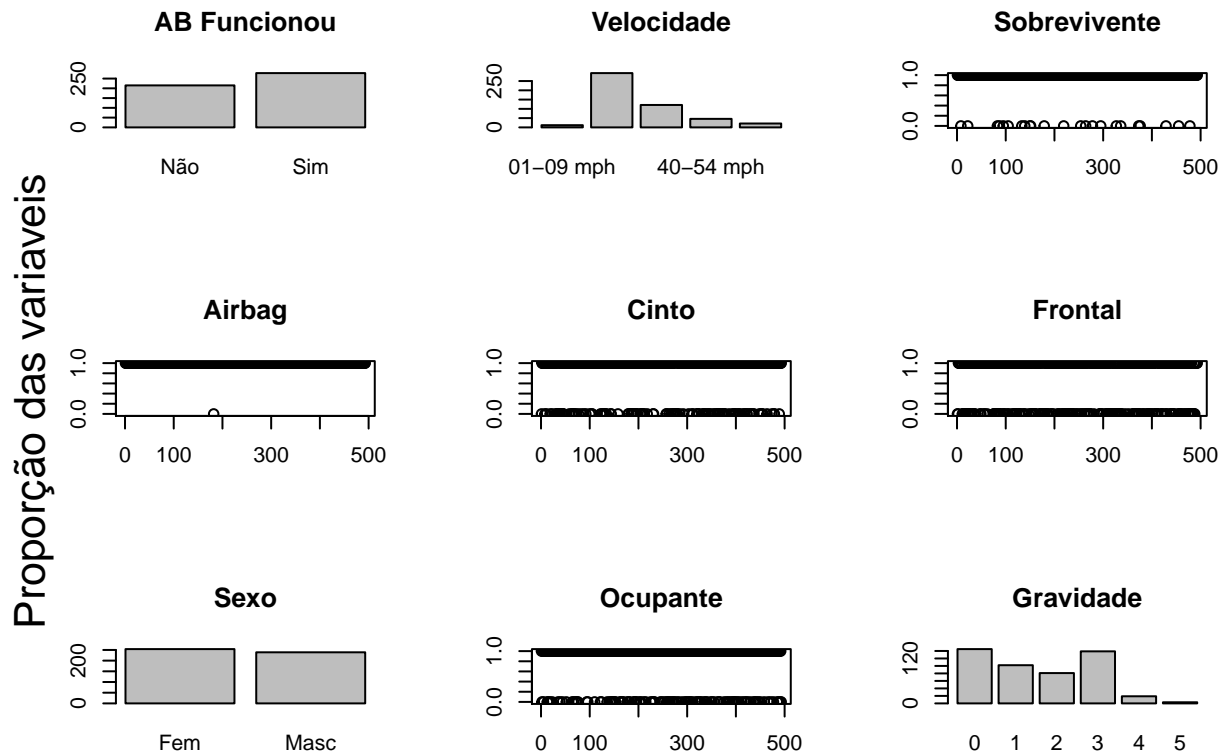 Proporção das variaveis
AB Funcionou
250
0
Não Sim
Velocidade
250
0
01−09 mph 40−54 mph
Sobrevivente
1.0
0.0
0 100 300 500
Airbag
1.0
0.0
0 100 300 500
Cinto
1.0
0.0
0 100 300 500
Frontal
1.0
0.0
0 100 300 500
Sexo
200
0
Fem Masc
Ocupante
1.0
0.0
0 100 300 500
Gravidade
120
0
0 1 2 3 4 5